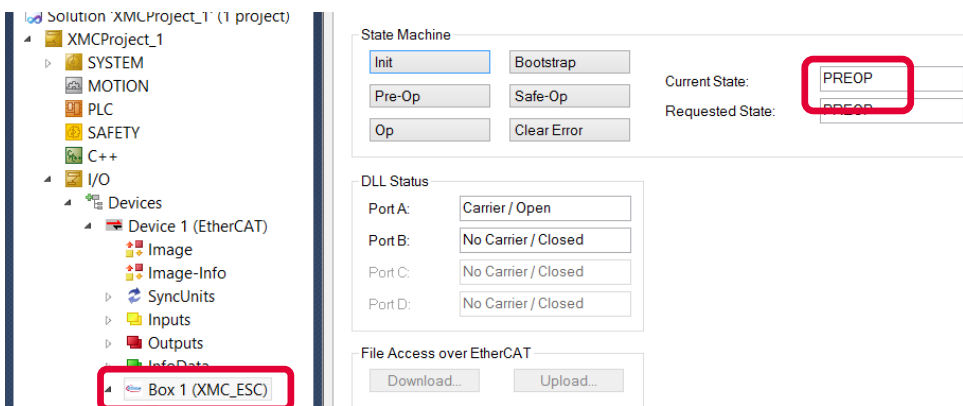 Solution 'XMCProject_1' (1 project)
XMCProject_1
SYSTEM
MOTION
PLC
SAFETY
C++
I/O
Devices
Device 1 (EtherCAT)
Image
Image-Info
SyncUnits
Inputs
Outputs
InfoData
Box 1 (XMC_ESC)
State Machine
Init Bootstrap
Pre-Op Safe-Op
Op Clear Error
Current State: PREOP
Requested State: PREOP
DLL Status
Port A: Carrier / Open
Port B: No Carrier / Closed
Port C: No Carrier / Closed
Port D: No Carrier / Closed
File Access over EtherCAT
Download... Upload...